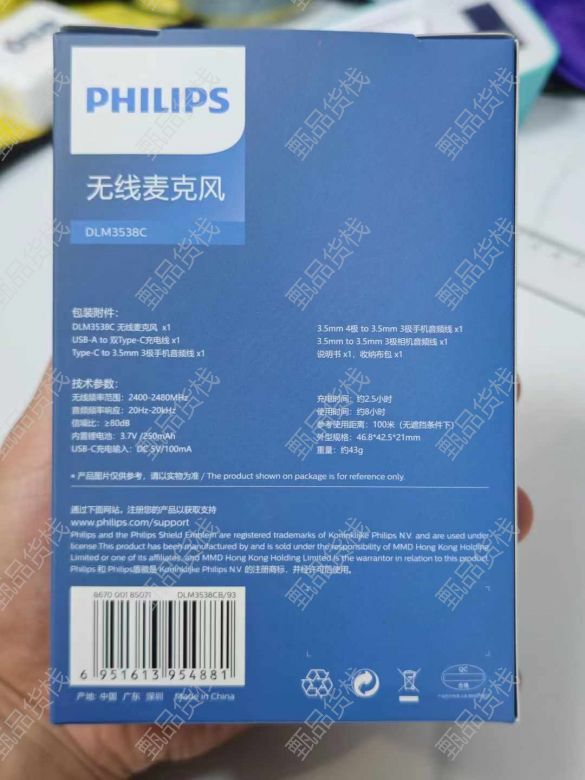 PHILIPS
无线麦克风
DLM3538C
包装附件：
DLM3538C 无线麦克风 x1
USB-A to 双Type-C充电线 x1
Type-C to 3.5mm 3极手机音频线 x1
3.5mm 4极 to 3.5mm 3极手机音频线 x1
3.5mm to 3.5mm 3极相机音频线 x1
说明书 x1，收纳布包 x1
技术参数：
无线频率范围：2400-2480MHz
音频频率响应：20Hz-20kHz
信噪比：≥80dB
内置锂电池：3.7V /250mAh
USB-C充电输入：DC 5V/100mA
充电时间：约2.5小时
使用时间：约8小时
参考使用距离：100米（无遮挡条件下）
外型规格：46.8*42.5*21mm
重量：约43g
* 产品图片仅供参考，请以实物为准 / The product shown on package is for reference only.
通过下面网站，注册您的产品以获取支持
www.philips.com/support
Philips and the Philips Shield Emblem are registered trademarks of Koninklijke Philips N.V. and are used under
license.This product has been manufactured by and is sold under the responsibility of MMD Hong Kong Holding
Limited or one of its affiliates, and MMD Hong Kong Holding Limited is the warrantor in relation to this product.
Philips 和 Philips盾徽是 Koninklijke Philips N.V. 的注册商标，并经许可后使用。
8670 001 85071 DLM3538CB/93
6 951613 954881
产地: 中国 广东 深圳 Made in China
QC
合格
甄品货栈